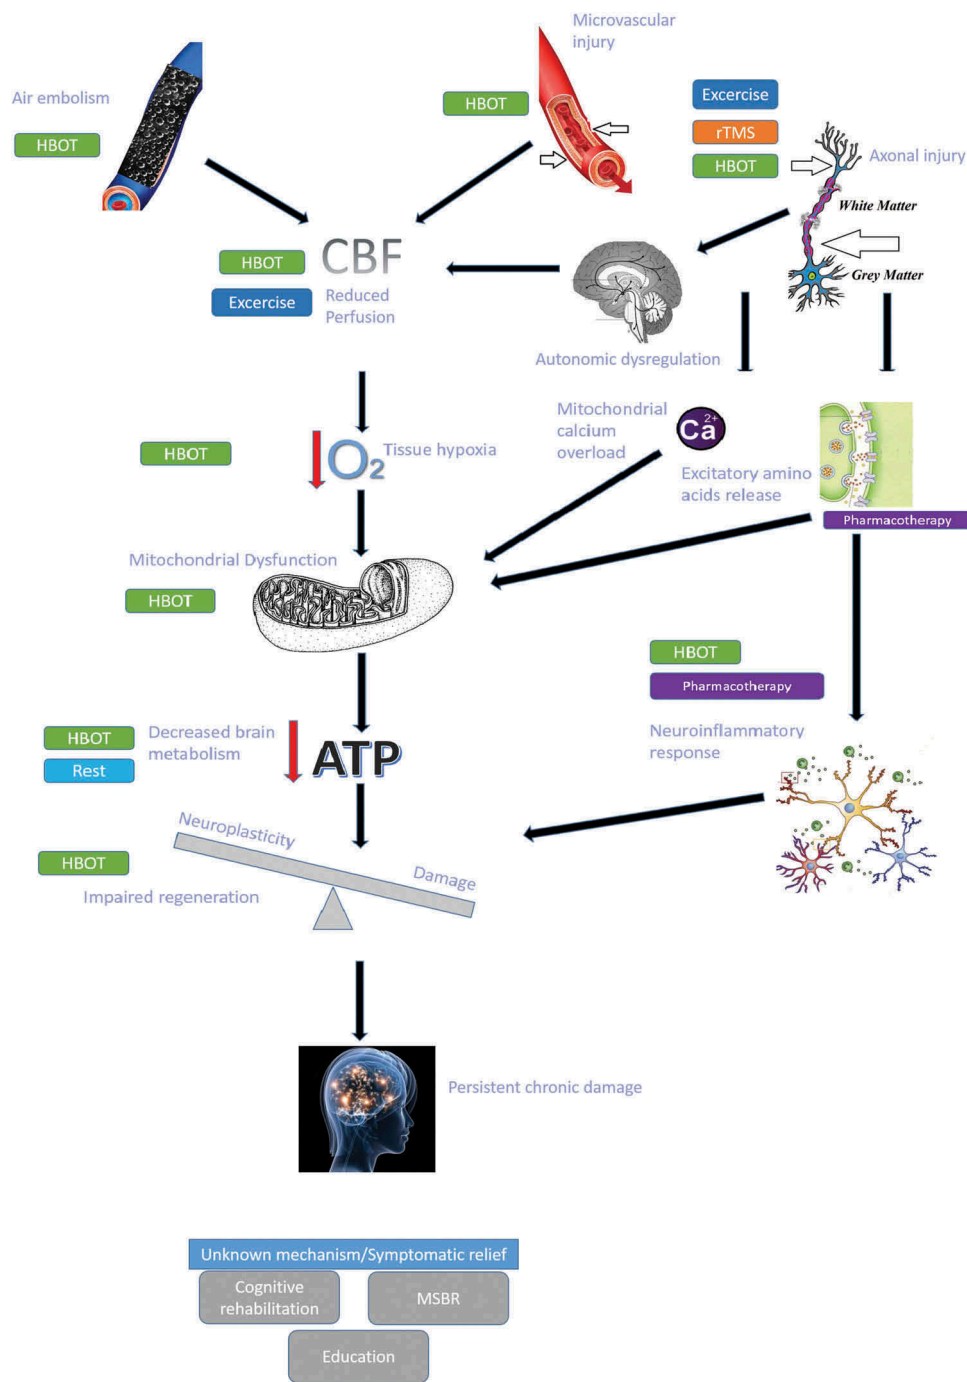 Microvascular
injury
Air embolism
HBOT
HBOT
Excercise
rTMS
HBOT
Axonal injury
White Matter
Grey Matter
CBF
HBOT
Excercise
Reduced
Perfusion
Autonomic dysregulation
Mitochondrial
calcium
overload
Ca 2+
Excitatory amino
acids release
Pharmacotherapy
HBOT
O2
Tissue hypoxia
Mitochondrial Dysfunction
HBOT
HBOT
Pharmacotherapy
Neuroinflammatory
response
HBOT
Rest
Decreased brain
metabolism
ATP
Neuroplasticity
Damage
HBOT
Impaired regeneration
Persistent chronic damage
Unknown mechanism/Symptomatic relief
Cognitive
rehabilitation
MSBR
Education